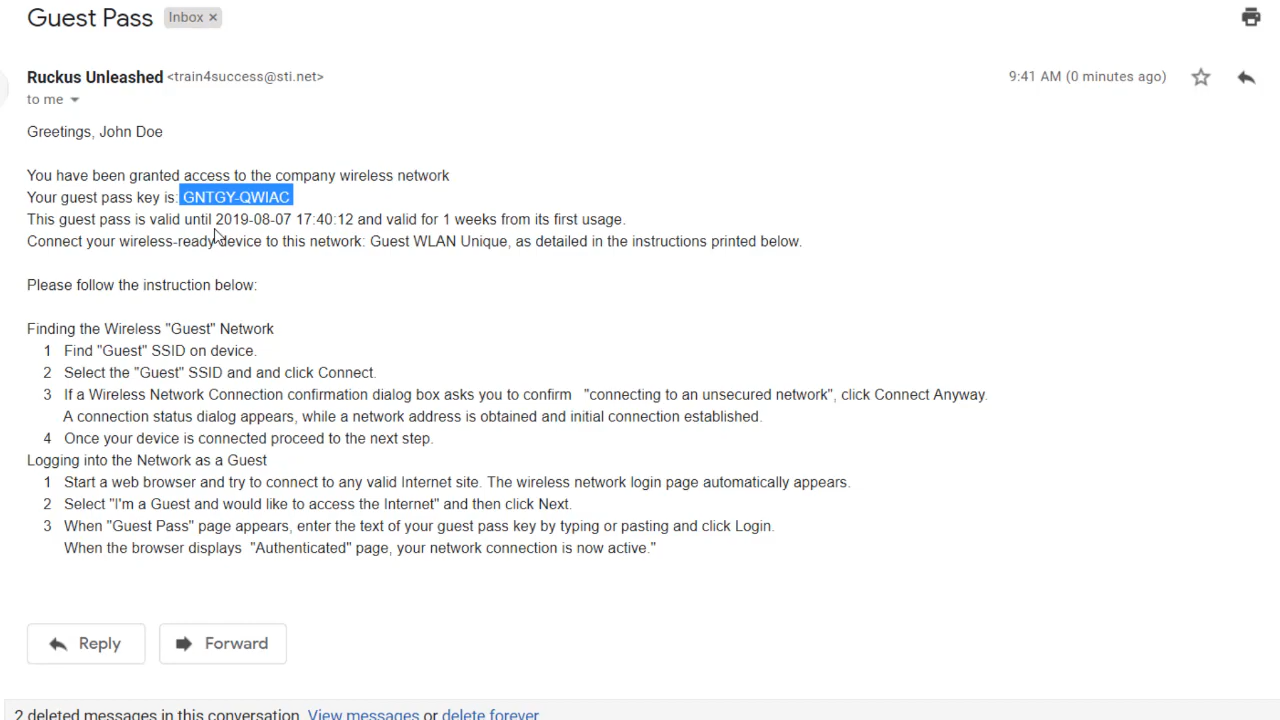 Guest Pass Inbox ×
Ruckus Unleashed <train4success@sti.net> 9:41 AM (0 minutes ago)
to me
Greetings, John Doe
You have been granted access to the company wireless network
Your guest pass key is: GNTGY-QWIAC
This guest pass is valid until 2019-08-07 17:40:12 and valid for 1 weeks from its first usage.
Connect your wireless-ready device to this network: Guest WLAN Unique, as detailed in the instructions printed below.
Please follow the instruction below:
Finding the Wireless "Guest" Network
1 Find "Guest" SSID on device.
2 Select the "Guest" SSID and and click Connect.
3 If a Wireless Network Connection confirmation dialog box asks you to confirm "connecting to an unsecured network", click Connect Anyway.
A connection status dialog appears, while a network address is obtained and initial connection established.
4 Once your device is connected proceed to the next step.
Logging into the Network as a Guest
1 Start a web browser and try to connect to any valid Internet site. The wireless network login page automatically appears.
2 Select "I'm a Guest and would like to access the Internet" and then click Next.
3 When "Guest Pass" page appears, enter the text of your guest pass key by typing or pasting and click Login.
When the browser displays "Authenticated" page, your network connection is now active."
Reply Forward
2 deleted messages in this conversation. View messages or delete forever